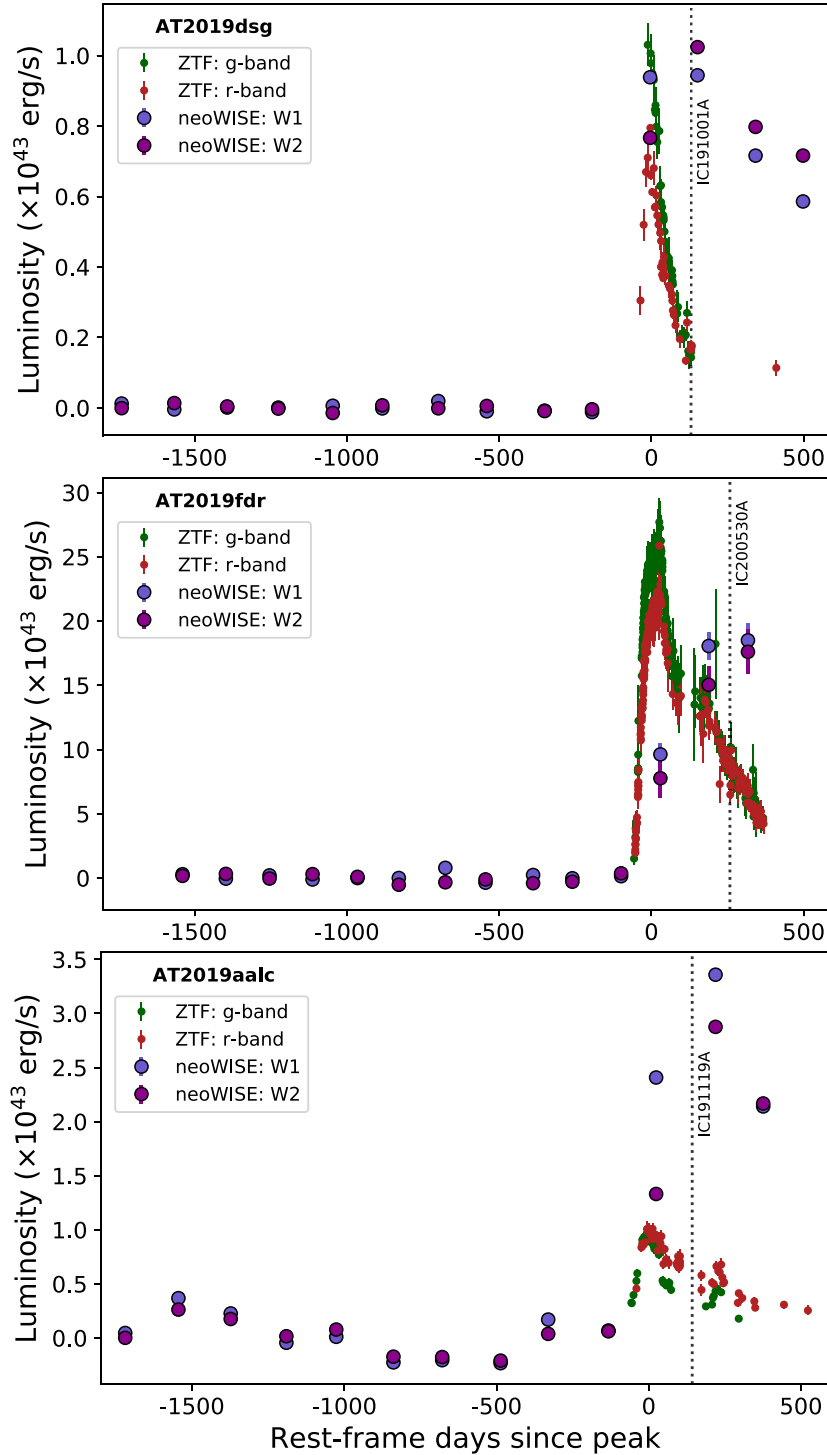 AT2019dsg
ZTF: g-band
ZTF: r-band
neoWISE: W1
neoWISE: W2
IC191001A
Luminosity (×10^43 erg/s)
1.0
0.8
0.6
0.4
0.2
0.0
-1500 -1000 -500 0 500
AT2019fdr
ZTF: g-band
ZTF: r-band
neoWISE: W1
neoWISE: W2
IC200530A
Luminosity (×10^43 erg/s)
30
25
20
15
10
5
0
-1500 -1000 -500 0 500
AT2019aalc
ZTF: g-band
ZTF: r-band
neoWISE: W1
neoWISE: W2
IC191119A
Luminosity (×10^43 erg/s)
3.5
3.0
2.5
2.0
1.5
1.0
0.5
0.0
-1500 -1000 -500 0 500
Rest-frame days since peak